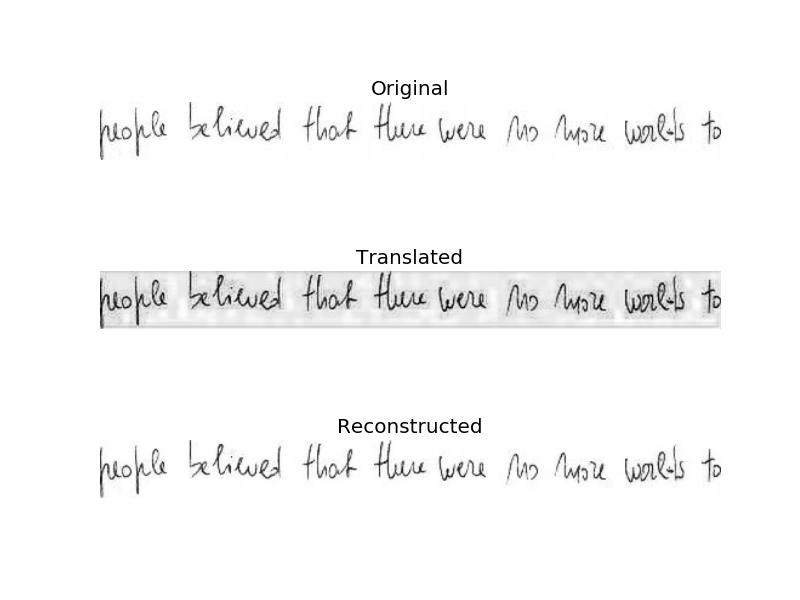 Original
people believed that there were no more worlds to
Translated
people believed that there were no more worlds to
Reconstructed
people believed that there were no more worlds to